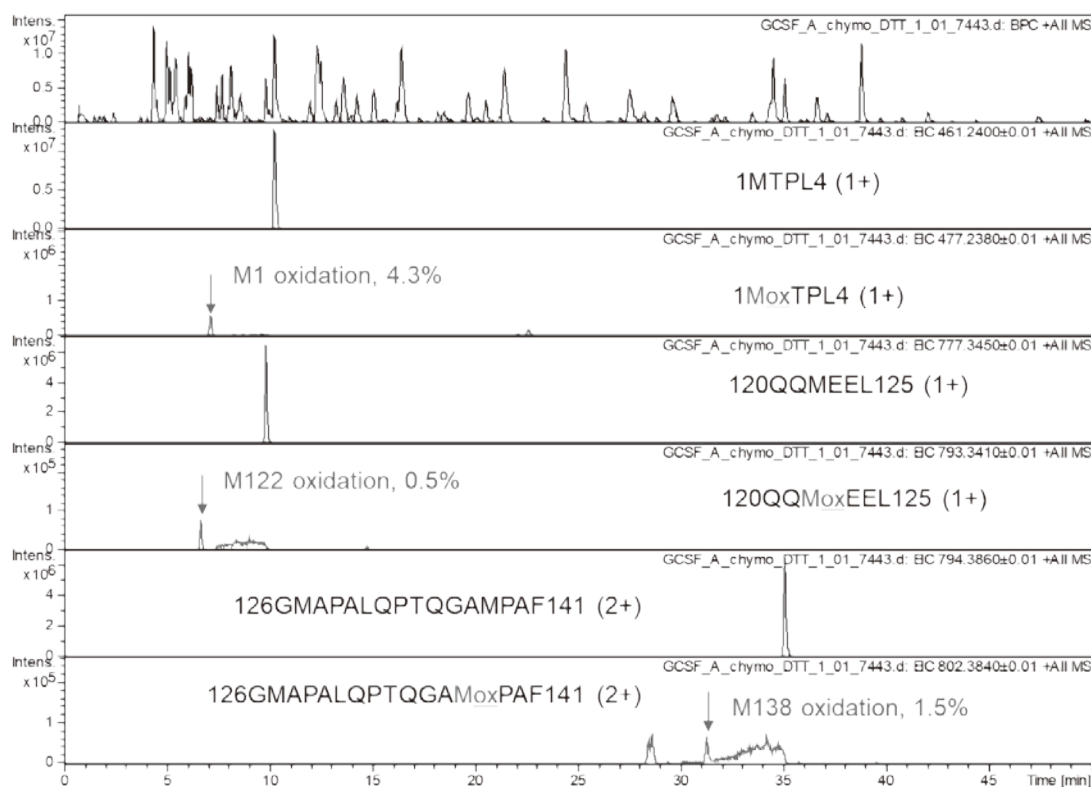 Intens. GCSF_A_chymo_DTT_1_01_7443.d: BPC +All MS
x10⁷
1.0
0.5
0.0
Intens. GCSF_A_chymo_DTT_1_01_7443.d: EIC 461.2400±0.01 +All MS
x10⁷
1MTPL4 (1+)
0.5
0.0
Intens. GCSF_A_chymo_DTT_1_01_7443.d: EIC 477.2380±0.01 +All MS
x10⁶
M1 oxidation, 4.3%
1MoxTPL4 (1+)
1
0
Intens. GCSF_A_chymo_DTT_1_01_7443.d: EIC 777.3450±0.01 +All MS
x10⁶
4
120QQMEEL125 (1+)
2
0
Intens. GCSF_A_chymo_DTT_1_01_7443.d: EIC 793.3410±0.01 +All MS
x10⁵
M122 oxidation, 0.5%
120QQMoxEEL125 (1+)
1
0
Intens. GCSF_A_chymo_DTT_1_01_7443.d: EIC 794.3860±0.01 +All MS
x10⁶
4
126GMAPALQPTQGAMPAF141 (2+)
2
0
Intens. GCSF_A_chymo_DTT_1_01_7443.d: EIC 802.3840±0.01 +All MS
x10⁵
126GMAPALQPTQGAMoxPAF141 (2+)
M138 oxidation, 1.5%
1
0
0 5 10 15 20 25 30 35 40 45 Time [min]